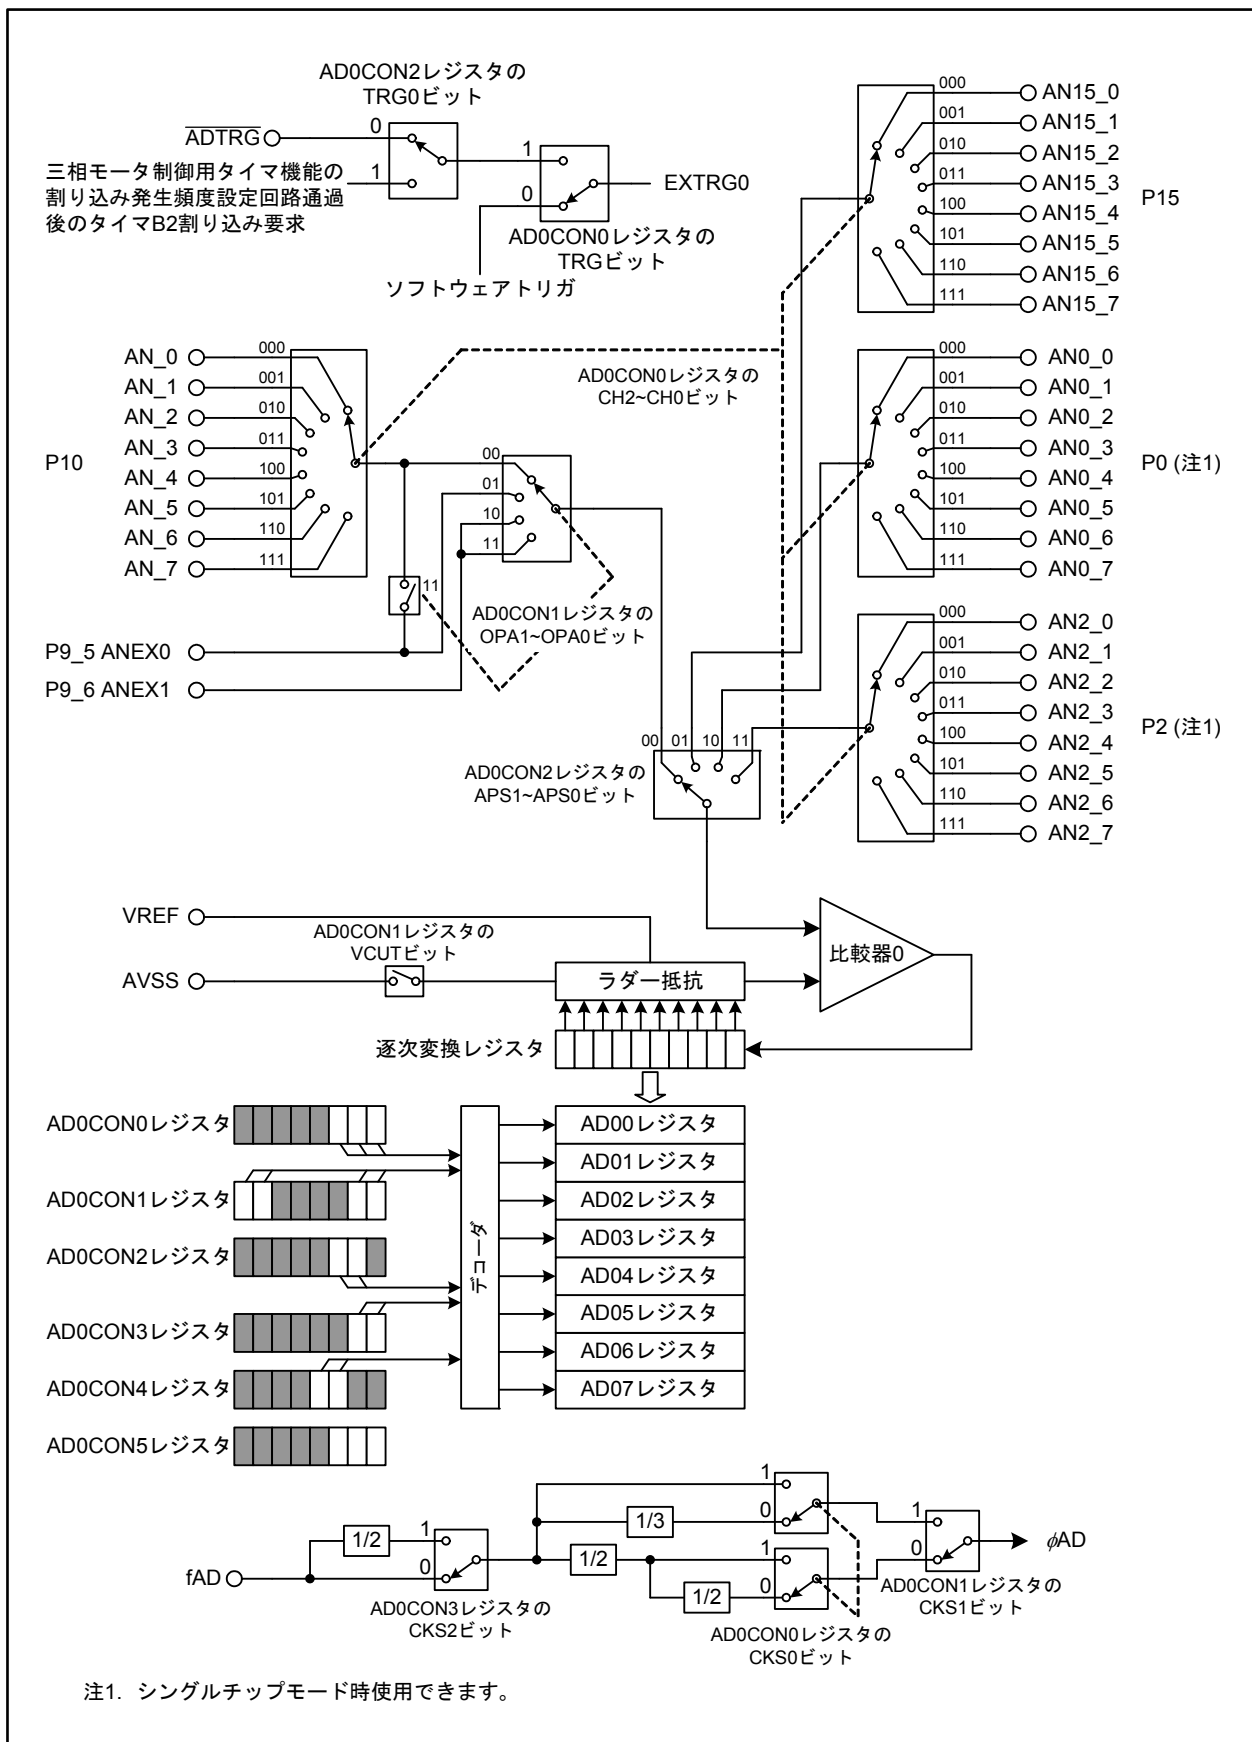 AD0CON2レジスタの
TRG0ビット
ADTRG
0
1
三相モータ制御用タイマ機能の
割り込み発生頻度設定回路通過
後のタイマB2割り込み要求
1
0
EXTRG0
AD0CON0レジスタの
TRGビット
ソフトウェアトリガ
000
001
010
011
100
101
110
111
AN15_0
AN15_1
AN15_2
AN15_3
AN15_4
AN15_5
AN15_6
AN15_7
P15
P10
AN_0
AN_1
AN_2
AN_3
AN_4
AN_5
AN_6
AN_7
000
001
010
011
100
101
110
111
AD0CON0レジスタの
CH2~CH0ビット
00
01
10
11
11
AD0CON1レジスタの
OPA1~OPA0ビット
P9_5 ANEX0
P9_6 ANEX1
000
001
010
011
100
101
110
111
AN0_0
AN0_1
AN0_2
AN0_3
AN0_4
AN0_5
AN0_6
AN0_7
P0 (注1)
000
001
010
011
100
101
110
111
AN2_0
AN2_1
AN2_2
AN2_3
AN2_4
AN2_5
AN2_6
AN2_7
P2 (注1)
00 01 10 11
AD0CON2レジスタの
APS1~APS0ビット
VREF
AD0CON1レジスタの
VCUTビット
AVSS
ラダー抵抗
比較器0
逐次変換レジスタ
AD0CON0レジスタ
AD0CON1レジスタ
AD0CON2レジスタ
AD0CON3レジスタ
AD0CON4レジスタ
AD0CON5レジスタ
デコーダ
AD00レジスタ
AD01レジスタ
AD02レジスタ
AD03レジスタ
AD04レジスタ
AD05レジスタ
AD06レジスタ
AD07レジスタ
fAD
1/2
1
0
AD0CON3レジスタの
CKS2ビット
1/3
1
0
1/2
1/2
1
0
AD0CON0レジスタの
CKS0ビット
1
0
AD0CON1レジスタの
CKS1ビット
φAD
注1. シングルチップモード時使用できます。